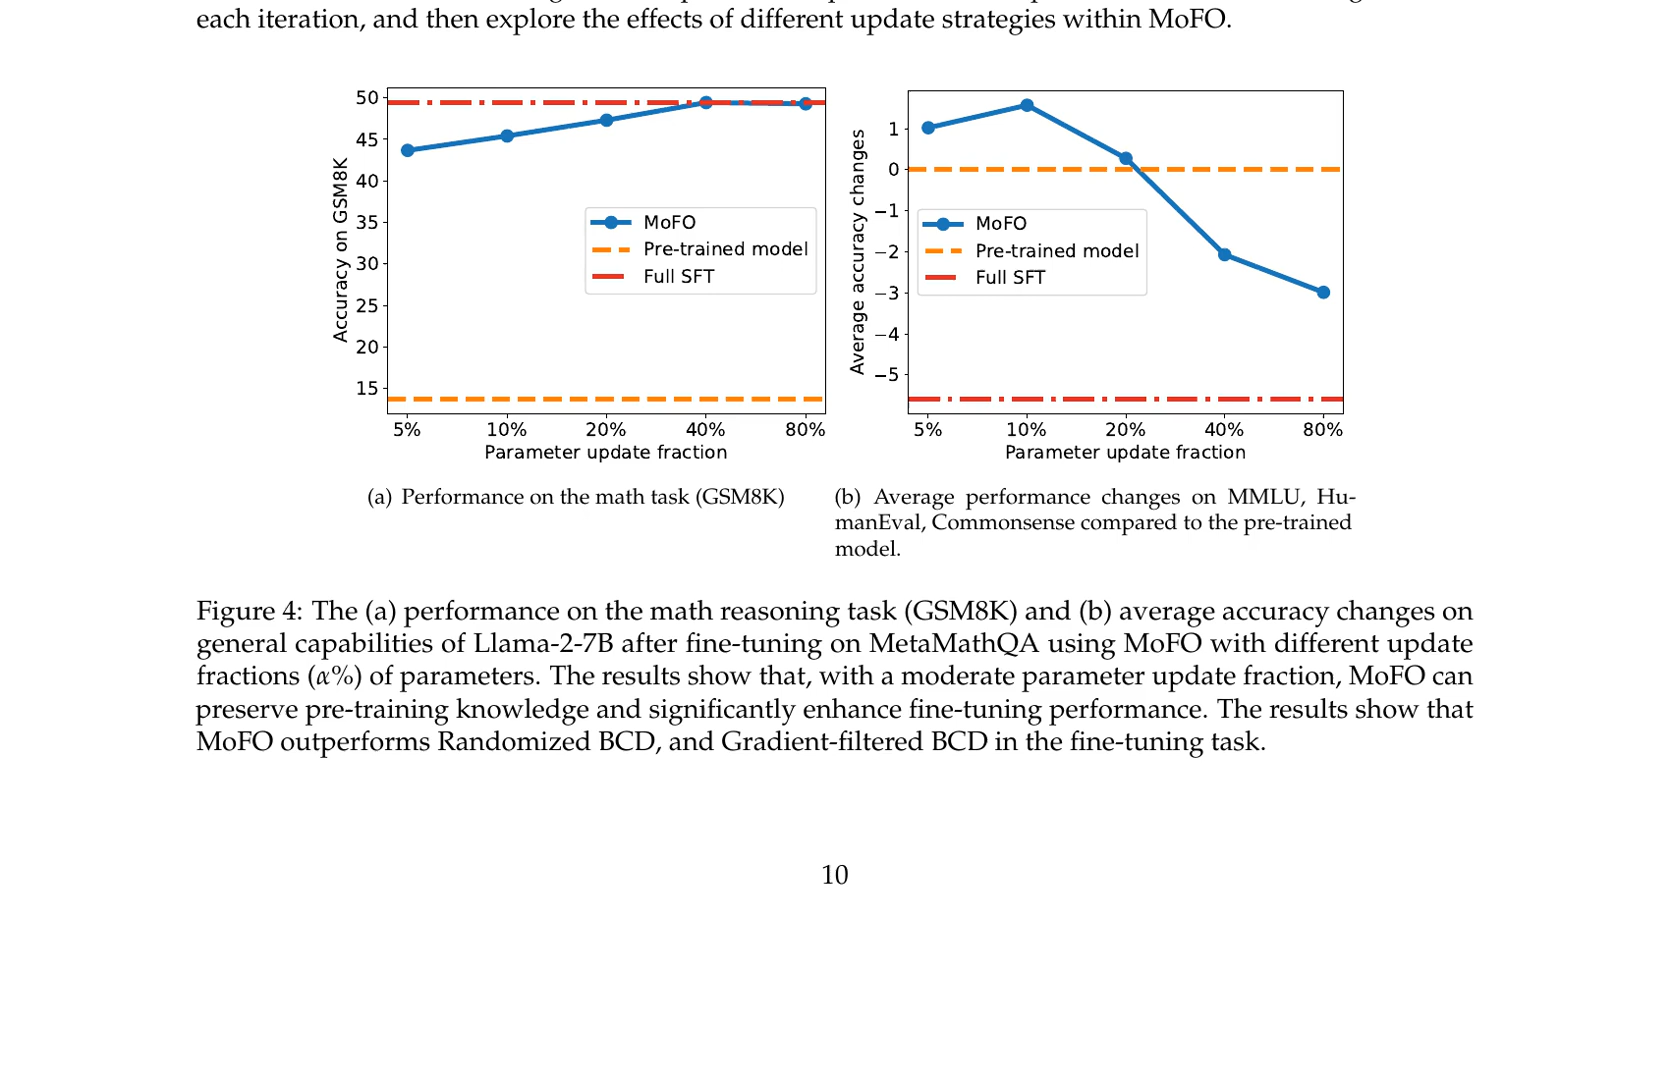 each iteration, and then explore the effects of different update strategies within MoFO.
50
45
40
35
30
25
20
15
Accuracy on GSM8K
MoFO
Pre-trained model
Full SFT
5% 10% 20% 40% 80%
Parameter update fraction
1
0
−1
−2
−3
−4
−5
Average accuracy changes
MoFO
Pre-trained model
Full SFT
5% 10% 20% 40% 80%
Parameter update fraction
(a) Performance on the math task (GSM8K)
(b) Average performance changes on MMLU, Hu-
manEval, Commonsense compared to the pre-trained
model.
Figure 4: The (a) performance on the math reasoning task (GSM8K) and (b) average accuracy changes on
general capabilities of Llama-2-7B after fine-tuning on MetaMathQA using MoFO with different update
fractions (α%) of parameters. The results show that, with a moderate parameter update fraction, MoFO can
preserve pre-training knowledge and significantly enhance fine-tuning performance. The results show that
MoFO outperforms Randomized BCD, and Gradient-filtered BCD in the fine-tuning task.
10